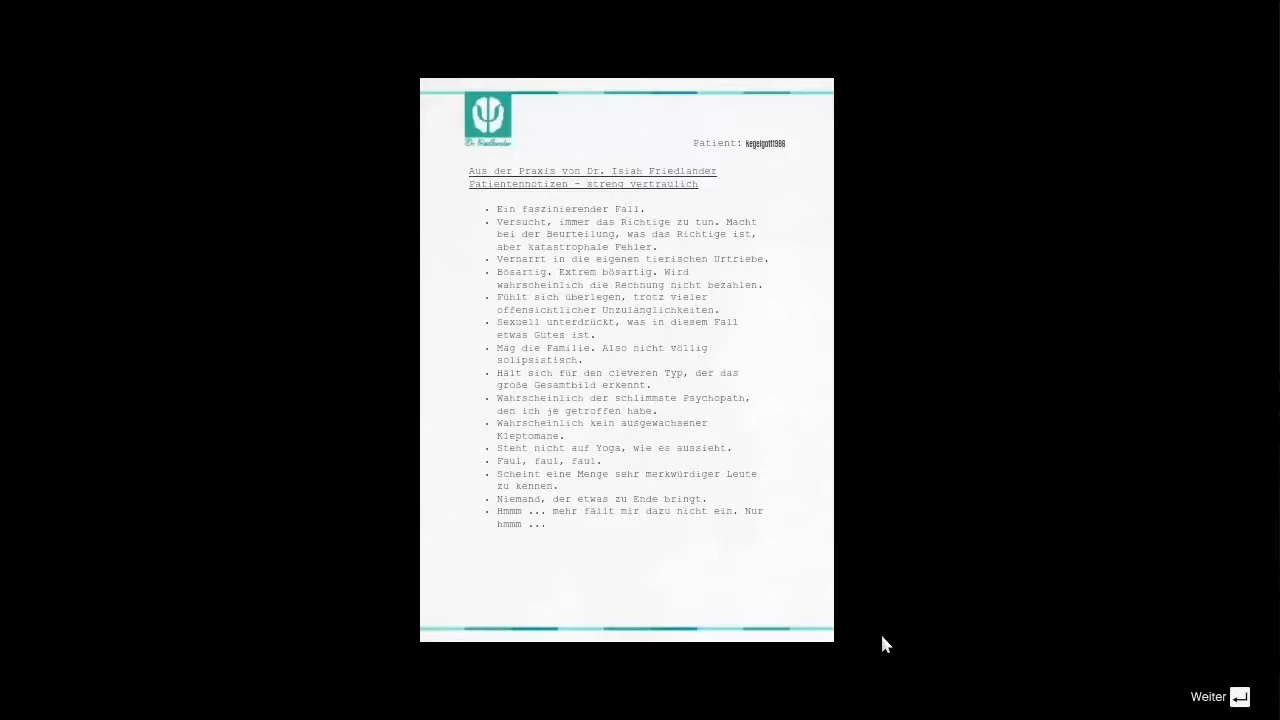 Dr. Friedlander
Patient: kegelgott1986
Aus der Praxis von Dr. Isiah Friedlander
Patientennotizen - streng vertraulich
• Ein faszinierender Fall.
• Versucht, immer das Richtige zu tun. Macht
bei der Beurteilung, was das Richtige ist,
aber katastrophale Fehler.
• Vernarrt in die eigenen tierischen Urtriebe.
• Bösartig. Extrem bösartig. Wird
wahrscheinlich die Rechnung nicht bezahlen.
• Fühlt sich überlegen, trotz vieler
offensichtlicher Unzulänglichkeiten.
• Sexuell unterdrückt, was in diesem Fall
etwas Gutes ist.
• Mag die Familie. Also nicht völlig
solipsistisch.
• Hält sich für den cleveren Typ, der das
große Gesamtbild erkennt.
• Wahrscheinlich der schlimmste Psychopath,
den ich je getroffen habe.
• Wahrscheinlich kein ausgewachsener
Kleptomane.
• Steht nicht auf Yoga, wie es aussieht.
• Faul, faul, faul.
• Scheint eine Menge sehr merkwürdiger Leute
zu kennen.
• Niemand, der etwas zu Ende bringt.
• Hmmm ... mehr fällt mir dazu nicht ein. Nur
hmmm ...
Weiter